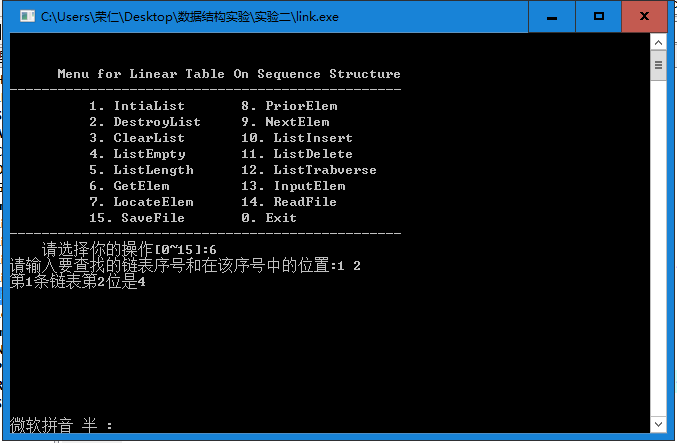 C:\Users\荣仁\Desktop\数据结构实验\实验二\link.exe
Menu for Linear Table On Sequence Structure
1. IntiaList 8. PriorElem
2. DestroyList 9. NextElem
3. ClearList 10. ListInsert
4. ListEmpty 11. ListDelete
5. ListLength 12. ListTrabverse
6. GetElem 13. InputElem
7. LocateElem 14. ReadFile
15. SaveFile 0. Exit
请选择你的操作[0~15]:6
请输入要查找的链表序号和在该序号中的位置:1 2
第1条链表第2位是4
微软拼音 半 :